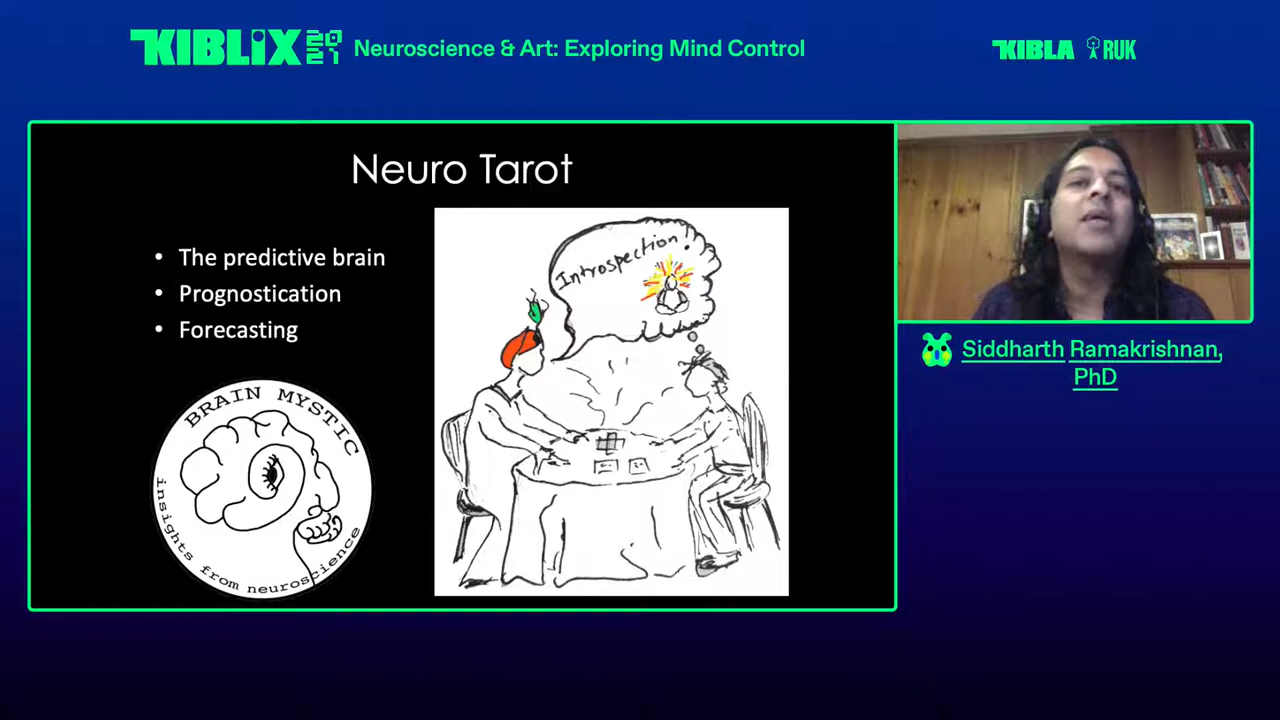 KIBLIX 2021
Neuroscience & Art: Exploring Mind Control
KIBLA RUK
Neuro Tarot
• The predictive brain
• Prognostication
• Forecasting
Introspection!
BRAIN MYSTIC
insights from neuroscience
Siddharth Ramakrishnan,
PhD